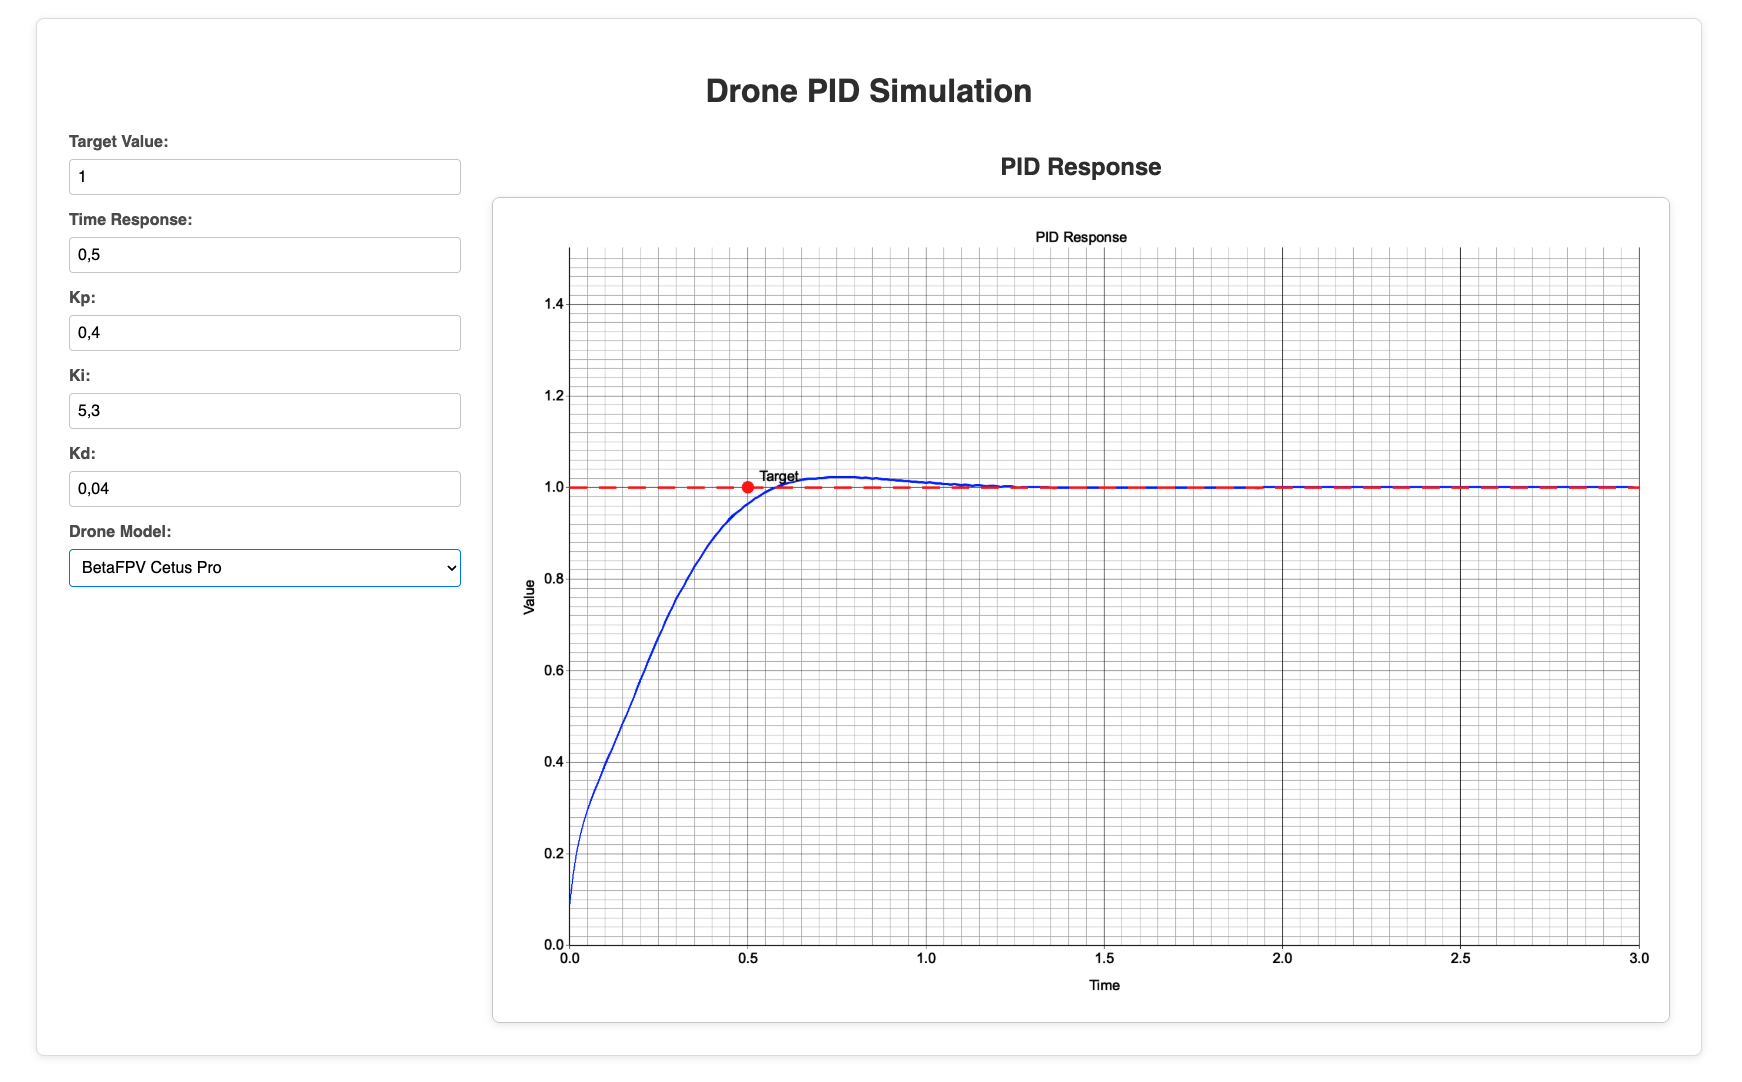 Drone PID Simulation
Target Value:
1
Time Response:
0,5
Kp:
0,4
Ki:
5,3
Kd:
0,04
Drone Model:
BetaFPV Cetus Pro
PID Response
PID Response
1.4
1.2
1.0
0.8
0.6
0.4
0.2
0.0
Value
Target
0.0 0.5 1.0 1.5 2.0 2.5 3.0
Time